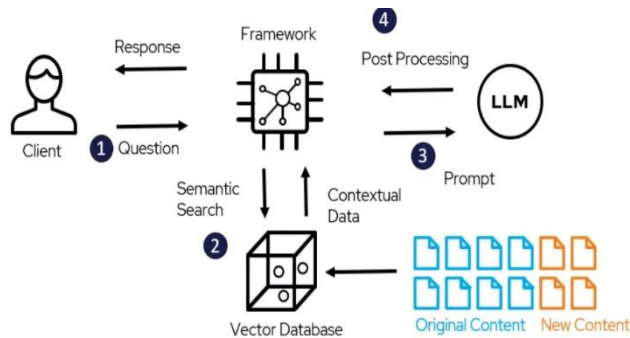 4
Framework
Response
Post Processing
LLM
Client
1 Question
3
Prompt
Semantic
Search
Contextual
Data
2
Vector Database
Original Content New Content